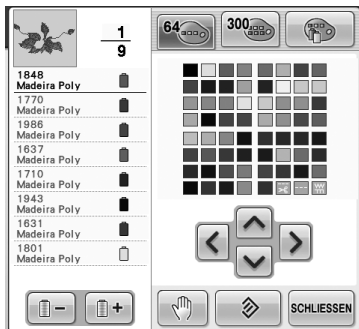 1
9
64
300
1848
Madeira Poly
1770
Madeira Poly
1986
Madeira Poly
1637
Madeira Poly
1710
Madeira Poly
1943
Madeira Poly
1631
Madeira Poly
1801
Madeira Poly
SCHLIESSEN